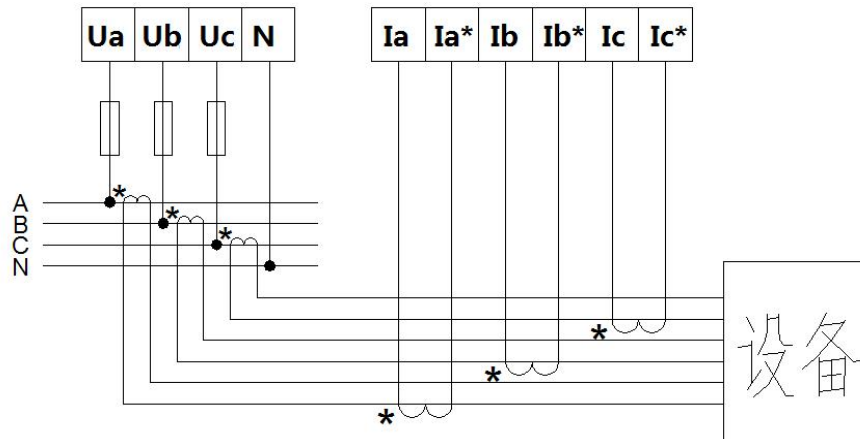 Ua Ub Uc N Ia Ia* Ib Ib* Ic Ic*
A *
B *
C *
N
*
设备
*
*